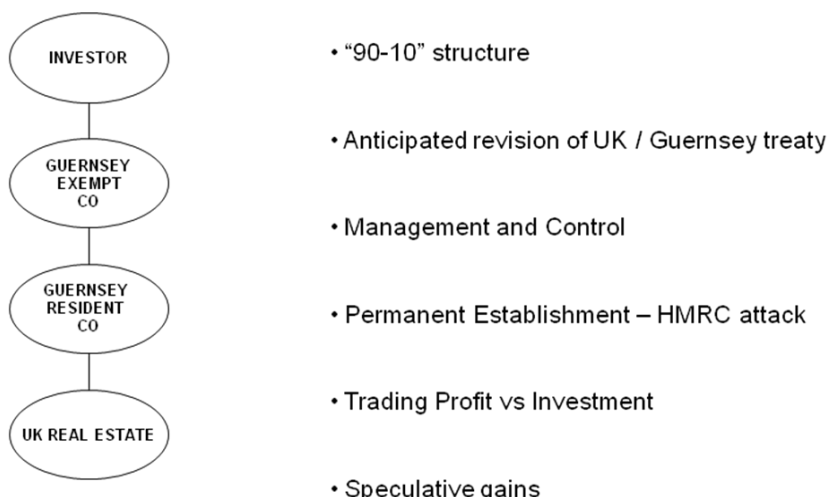 INVESTOR
GUERNSEY
EXEMPT
CO
GUERNSEY
RESIDENT
CO
UK REAL ESTATE
• “90-10” structure
• Anticipated revision of UK / Guernsey treaty
• Management and Control
• Permanent Establishment – HMRC attack
• Trading Profit vs Investment
• Speculative gains